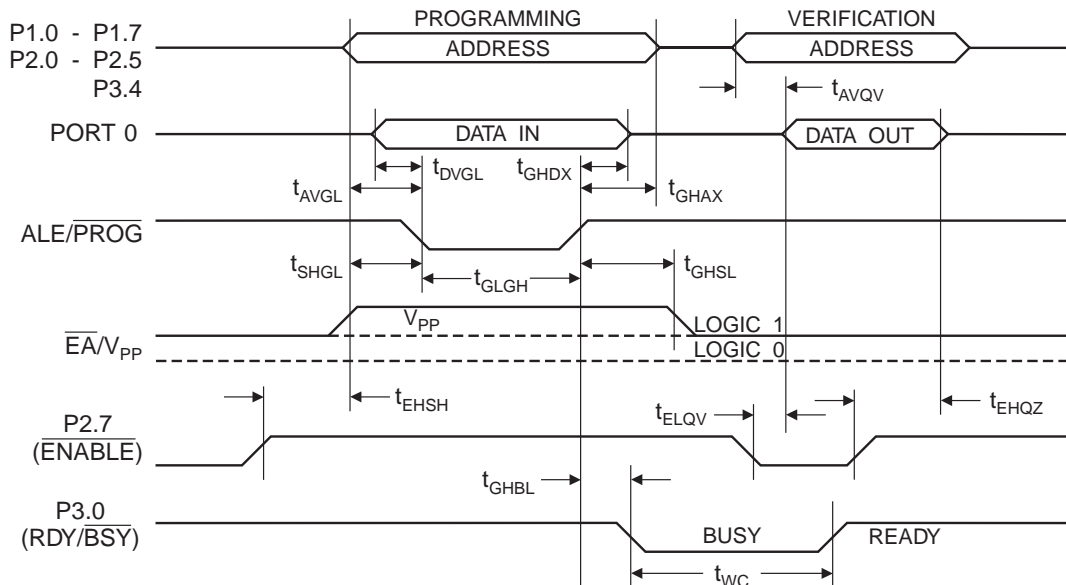 PROGRAMMING
VERIFICATION
P1.0 - P1.7
P2.0 - P2.5
P3.4
ADDRESS
ADDRESS
tAVQV
PORT 0
DATA IN
DATA OUT
tDVGL
tGHDX
tAVGL
tGHAX
ALE/PROG
tSHGL
tGLGH
tGHSL
VPP
LOGIC 1
EA/VPP
LOGIC 0
tEHSH
tELQV
tEHQZ
P2.7
(ENABLE)
tGHBL
P3.0
(RDY/BSY)
BUSY
READY
tWC